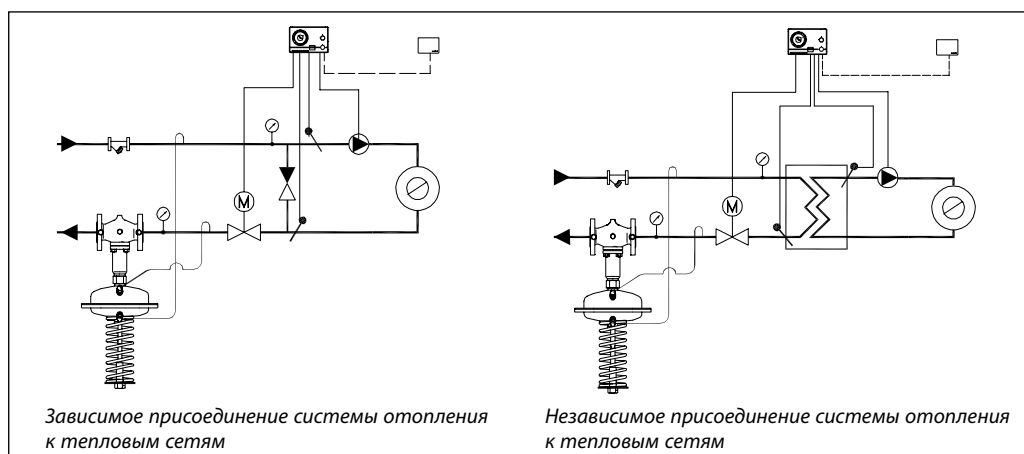 M
M
Зависимое присоединение системы отопления
к тепловым сетям
Независимое присоединение системы отопления
к тепловым сетям